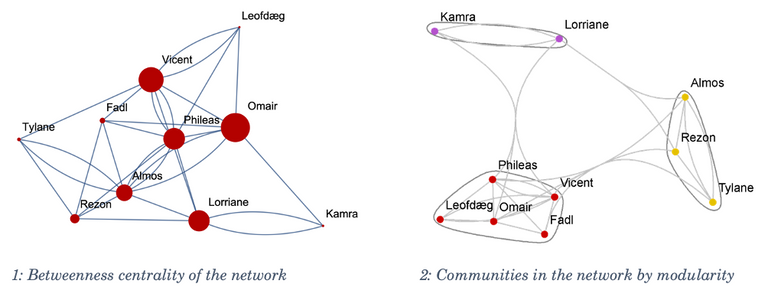 Leofdæg
Vicent
Omair
Fadl
Phileas
Tylane
Almos
Rezon
Lorriane
Kamra
1: Betweenness centrality of the network
Kamra
Lorriane
Almos
Rezon
Phileas
Vicent
Tylane
Leofdæg
Omair
Fadl
2: Communities in the network by modularity